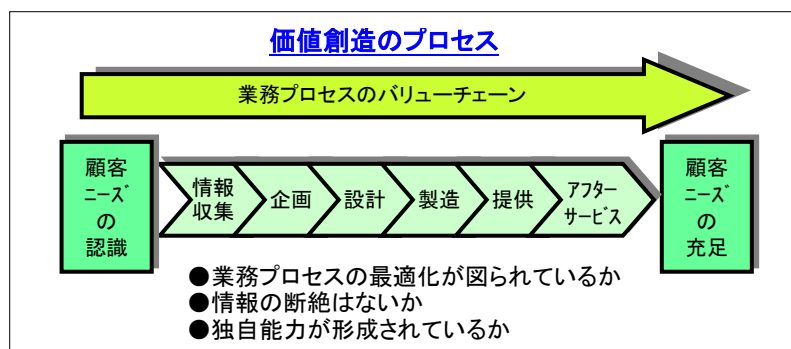 価値創造のプロセス
業務プロセスのバリューチェーン
顧客
ﾆｰｽﾞ
の
認識
情報
収集
企画
設計
製造
提供
ｱﾌﾀｰ
ｻｰﾋﾞｽ
顧客
ﾆｰｽﾞ
の
充足
●業務プロセスの最適化が図られているか
●情報の断絶はないか
●独自能力が形成されているか